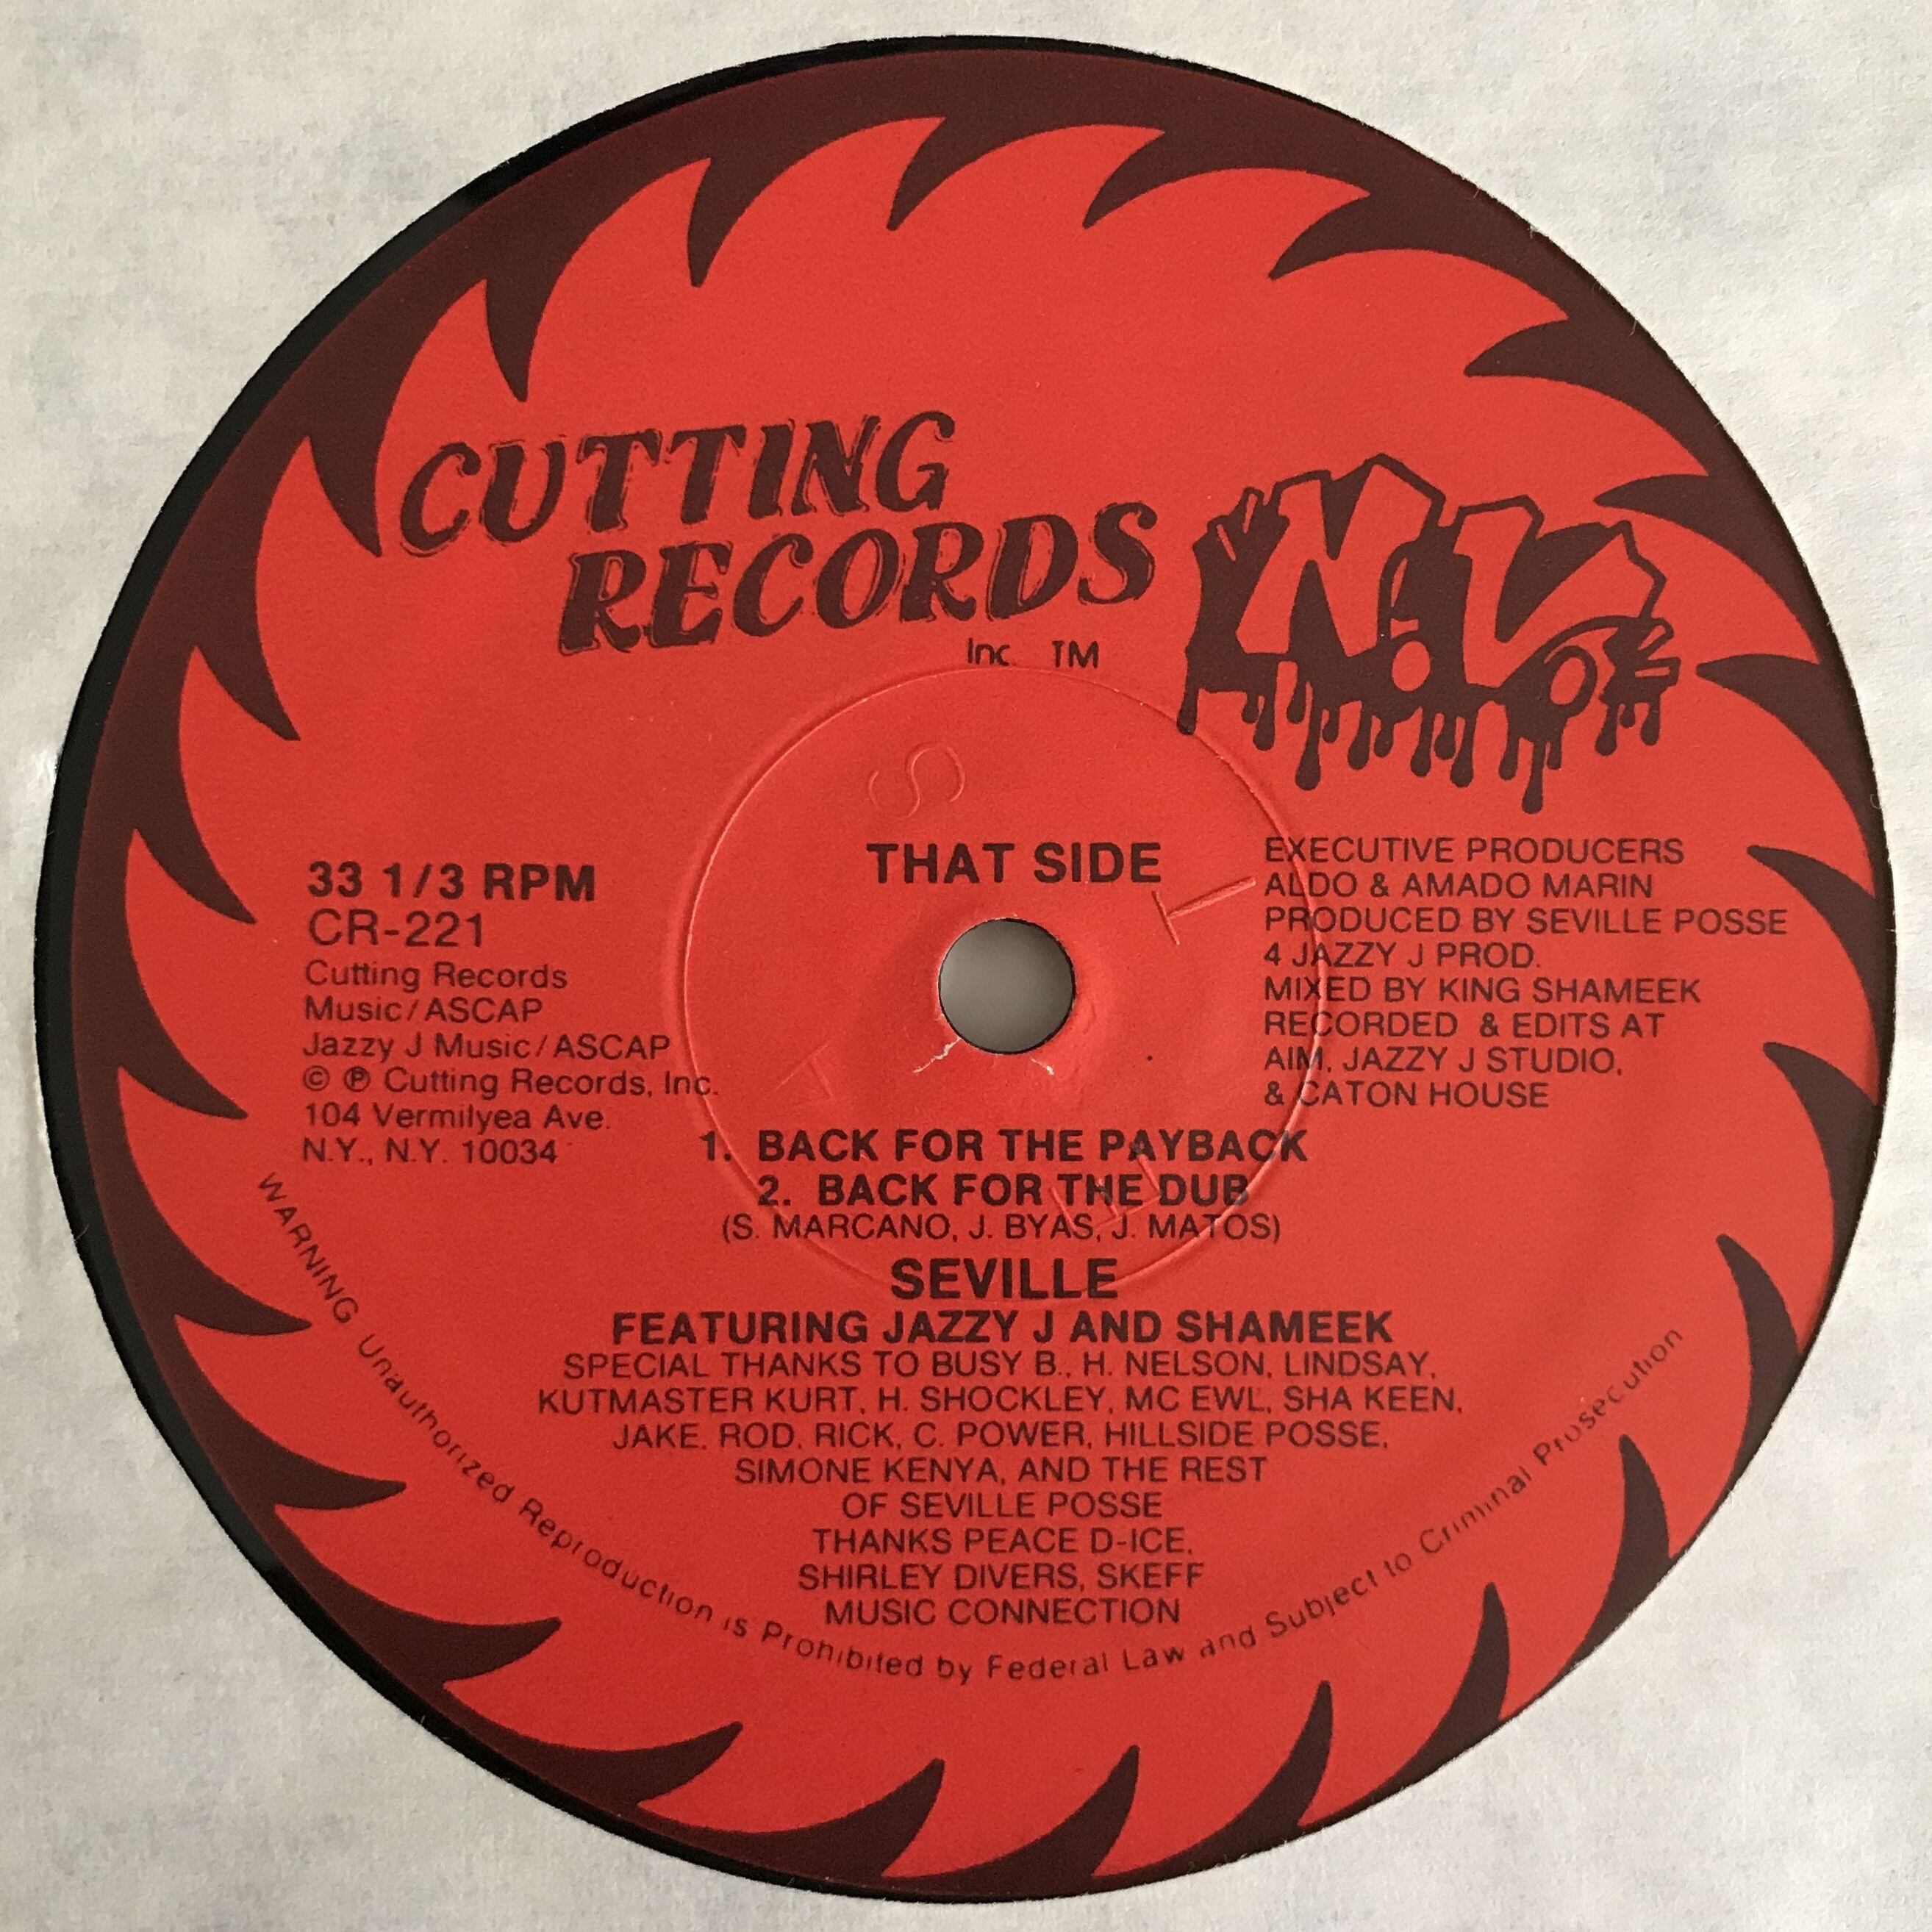 CUTTING
RECORDS
Inc. TM
THAT SIDE
33 1/3 RPM
CR-221
Cutting Records
Music/ASCAP
Jazzy J Music/ASCAP
© ℗ Cutting Records, Inc.
104 Vermilyea Ave.
N.Y., N.Y. 10034
EXECUTIVE PRODUCERS
ALDO & AMADO MARIN
PRODUCED BY SEVILLE POSSE
4 JAZZY J PROD.
MIXED BY KING SHAMEEK
RECORDED & EDITS AT
AIM, JAZZY J STUDIO,
& CATON HOUSE
1. BACK FOR THE PAYBACK
2. BACK FOR THE DUB
(S. MARCANO, J. BYAS, J. MATOS)
SEVILLE
FEATURING JAZZY J AND SHAMEEK
SPECIAL THANKS TO BUSY B., H. NELSON, LINDSAY,
KUTMASTER KURT, H. SHOCKLEY, MC EWL, SHA KEEN,
JAKE, ROD, RICK, C. POWER, HILLSIDE POSSE,
SIMONE KENYA, AND THE REST
OF SEVILLE POSSE
THANKS PEACE D-ICE,
SHIRLEY DIVERS, SKEFF
MUSIC CONNECTION
WARNING Unauthorized Reproduction is Prohibited by Federal Law and Subject to Criminal Prosecution